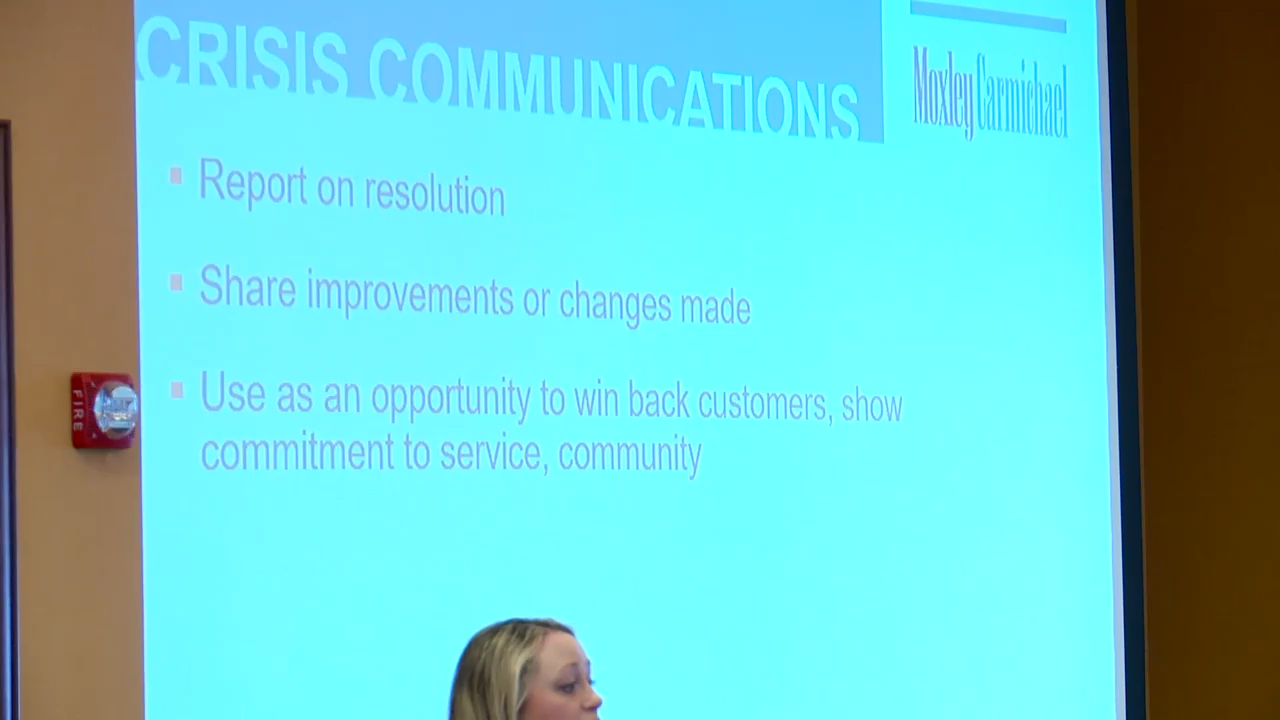 CRISIS COMMUNICATIONS
Moxley Carmichael
Report on resolution
Share improvements or changes made
Use as an opportunity to win back customers, show
commitment to service, community
FIRE